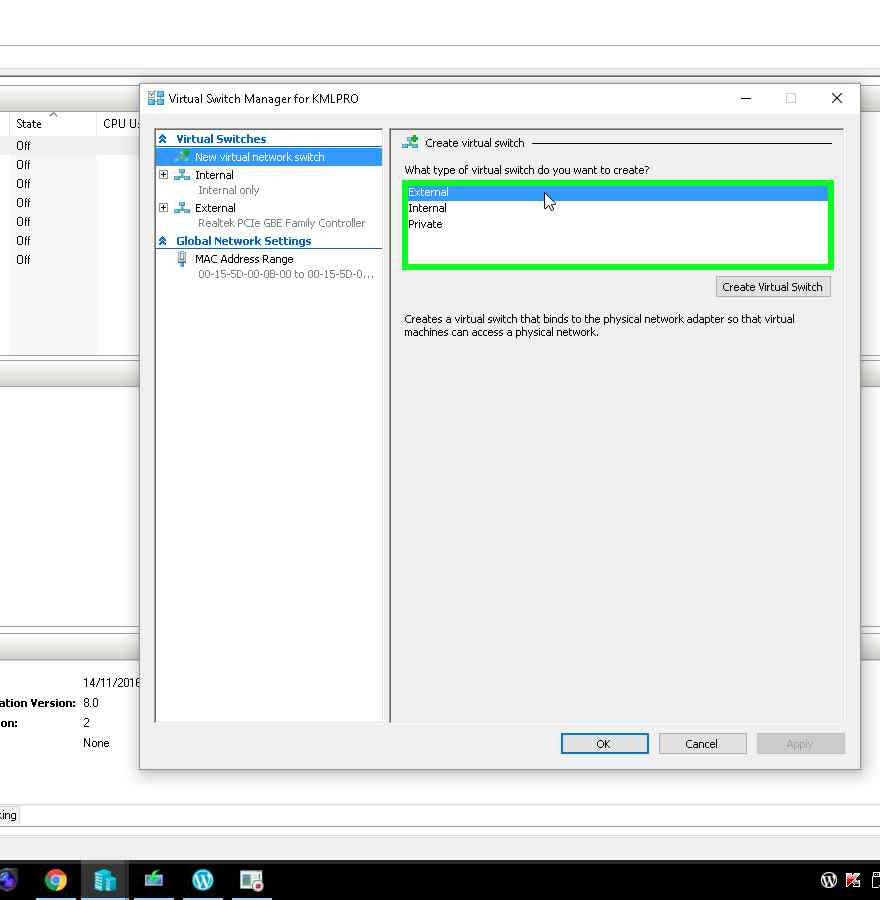 Virtual Switch Manager for KMLPRO
State
CPU U
Off
Off
Off
Off
Off
Off
Off
Virtual Switches
New virtual network switch
Internal
Internal only
External
Realtek PCIe GBE Family Controller
Global Network Settings
MAC Address Range
00-15-5D-00-0B-00 to 00-15-5D-0...
Create virtual switch
What type of virtual switch do you want to create?
External
Internal
Private
Create Virtual Switch
Creates a virtual switch that binds to the physical network adapter so that virtual
machines can access a physical network.
14/11/2016
ation Version: 8.0
on: 2
None
OK
Cancel
Apply
king